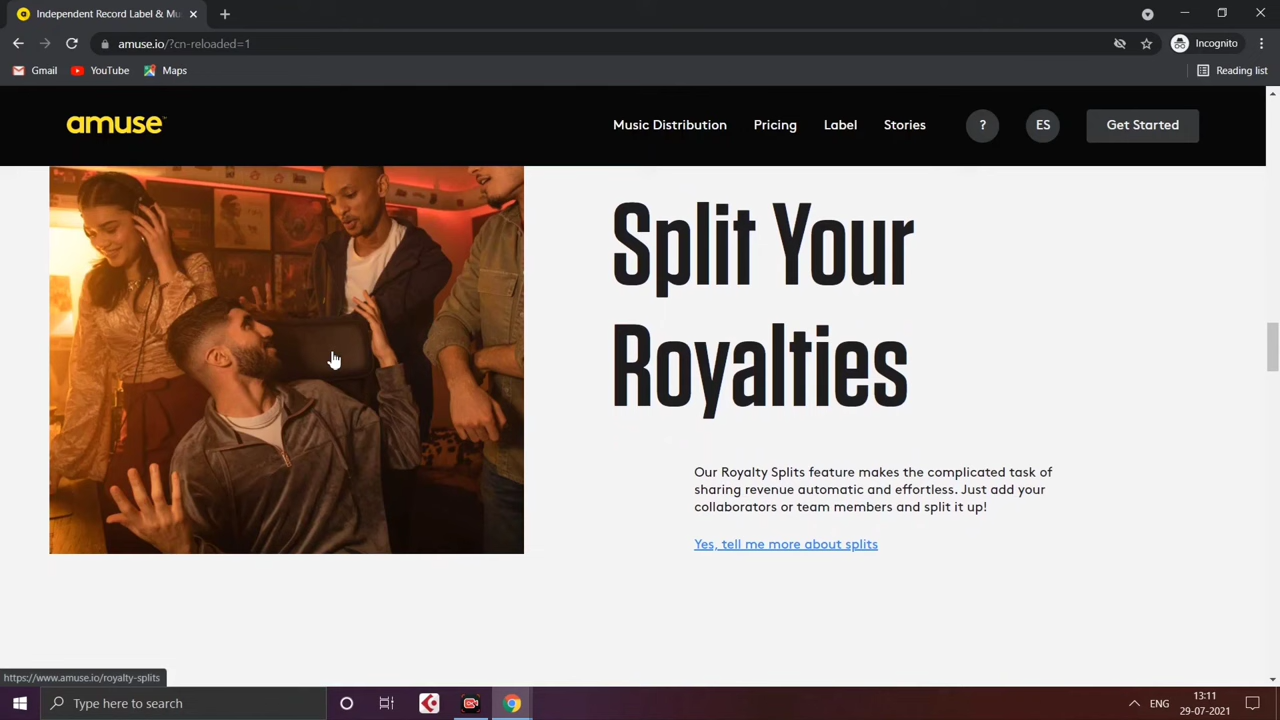 Independent Record Label & Mu
amuse.io/?cn-reloaded=1
Incognito
Gmail
YouTube
Maps
Reading list
amuse
Music Distribution
Pricing
Label
Stories
?
ES
Get Started
Split Your
Royalties
Our Royalty Splits feature makes the complicated task of
sharing revenue automatic and effortless. Just add your
collaborators or team members and split it up!
Yes, tell me more about splits
https://www.amuse.io/royalty-splits
Type here to search
ENG
13:11
29-07-2021